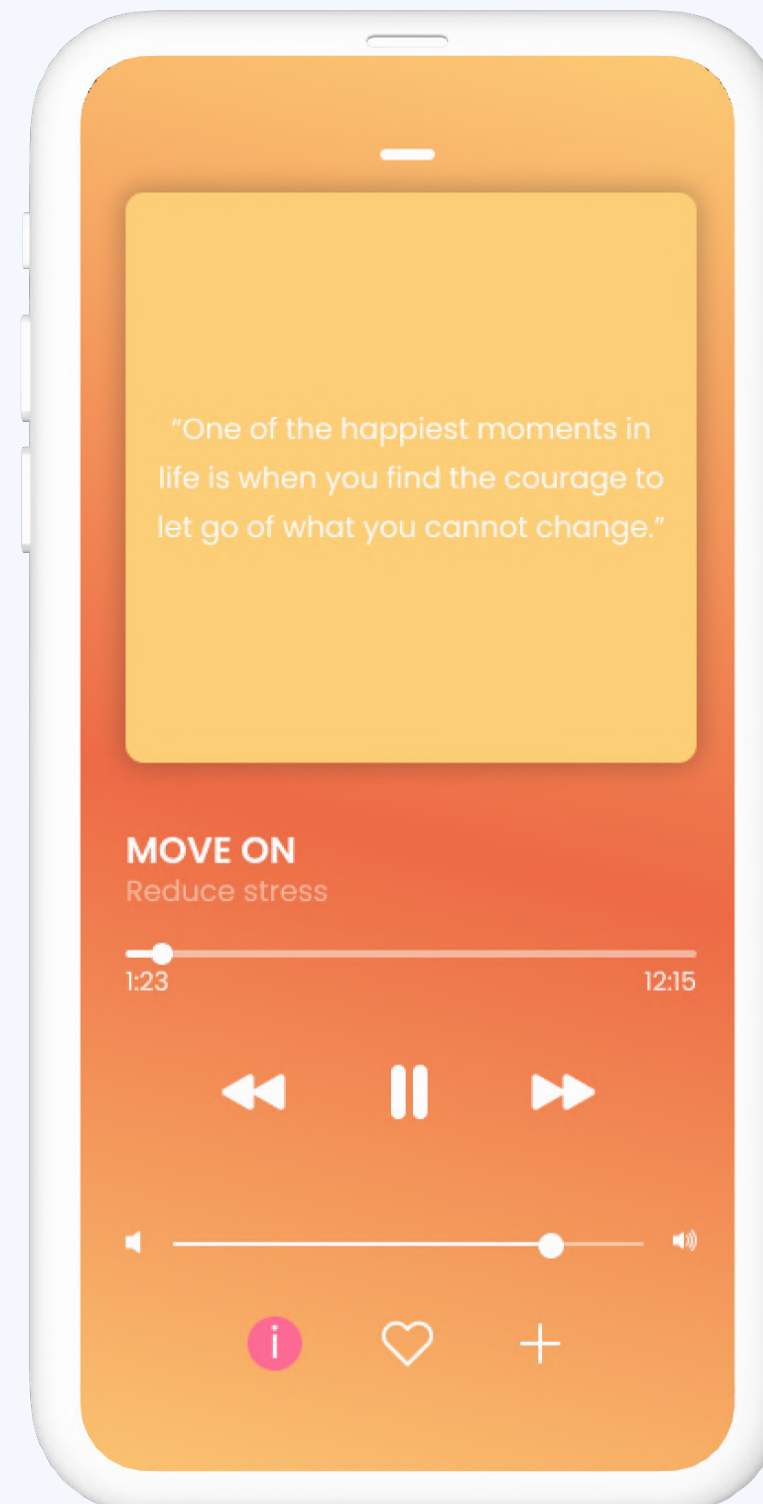 “One of the happiest moments in
life is when you find the courage to
let go of what you cannot change.”
MOVE ON
Reduce stress
1:23 12:15
i